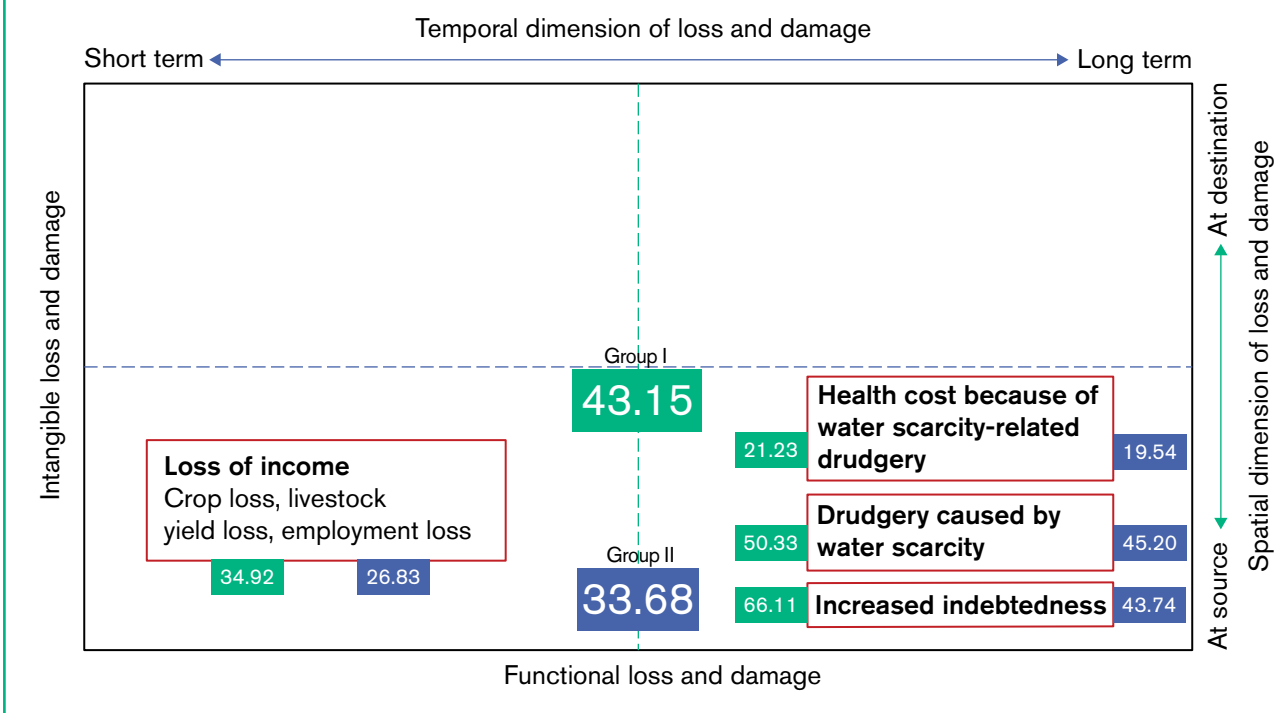 Temporal dimension of loss and damage
Short term
Long term
Intangible loss and damage
At destination
Spatial dimension of loss and damage
At source
Group I
43.15
Loss of income
Crop loss, livestock
yield loss, employment loss
34.92
26.83
Group II
33.68
Health cost because of
water scarcity-related
drudgery
21.23
19.54
Drudgery caused by
water scarcity
50.33
45.20
66.11
Increased indebtedness
43.74
Functional loss and damage